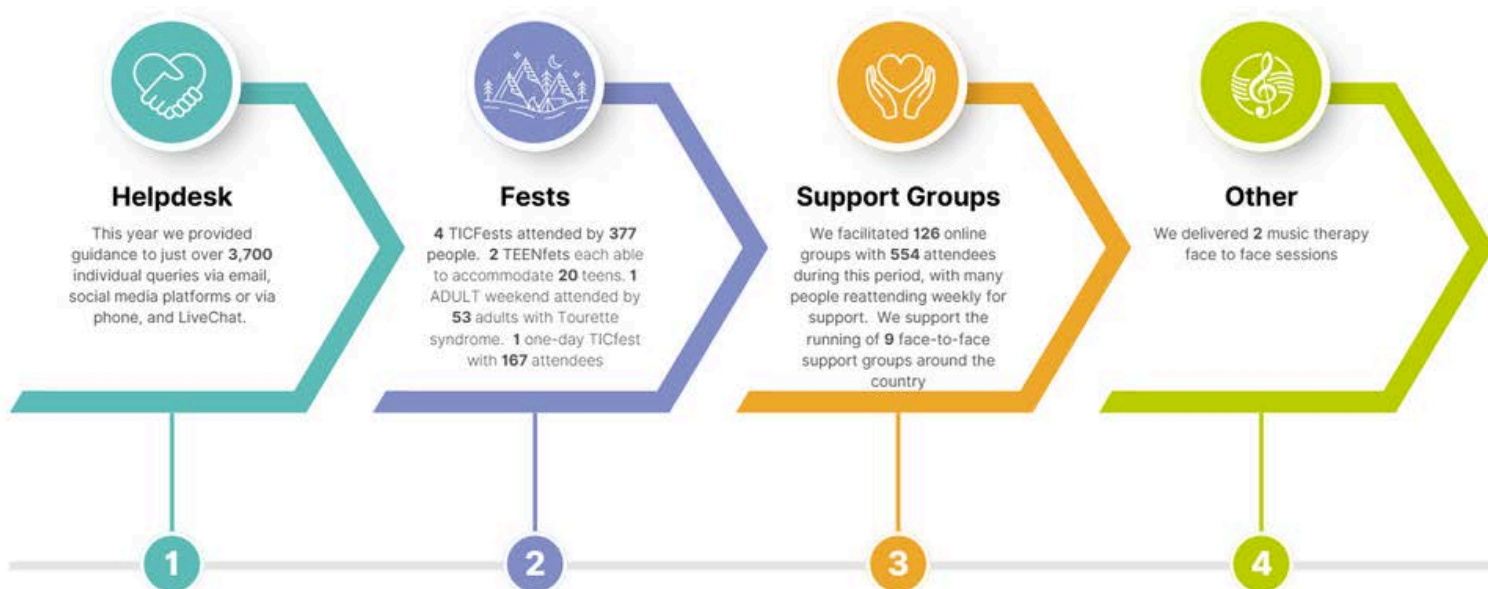 Helpdesk
This year we provided
guidance to just over 3,700
individual queries via email,
social media platforms or via
phone, and LiveChat.
Fests
4 TICFests attended by 377
people. 2 TEENfets each able
to accommodate 20 teens. 1
ADULT weekend attended by
53 adults with Tourette
syndrome. 1 one-day TICfest
with 167 attendees
Support Groups
We facilitated 126 online
groups with 554 attendees
during this period, with many
people reattending weekly for
support. We support the
running of 9 face-to-face
support groups around the
country
Other
We delivered 2 music therapy
face to face sessions
1
2
3
4